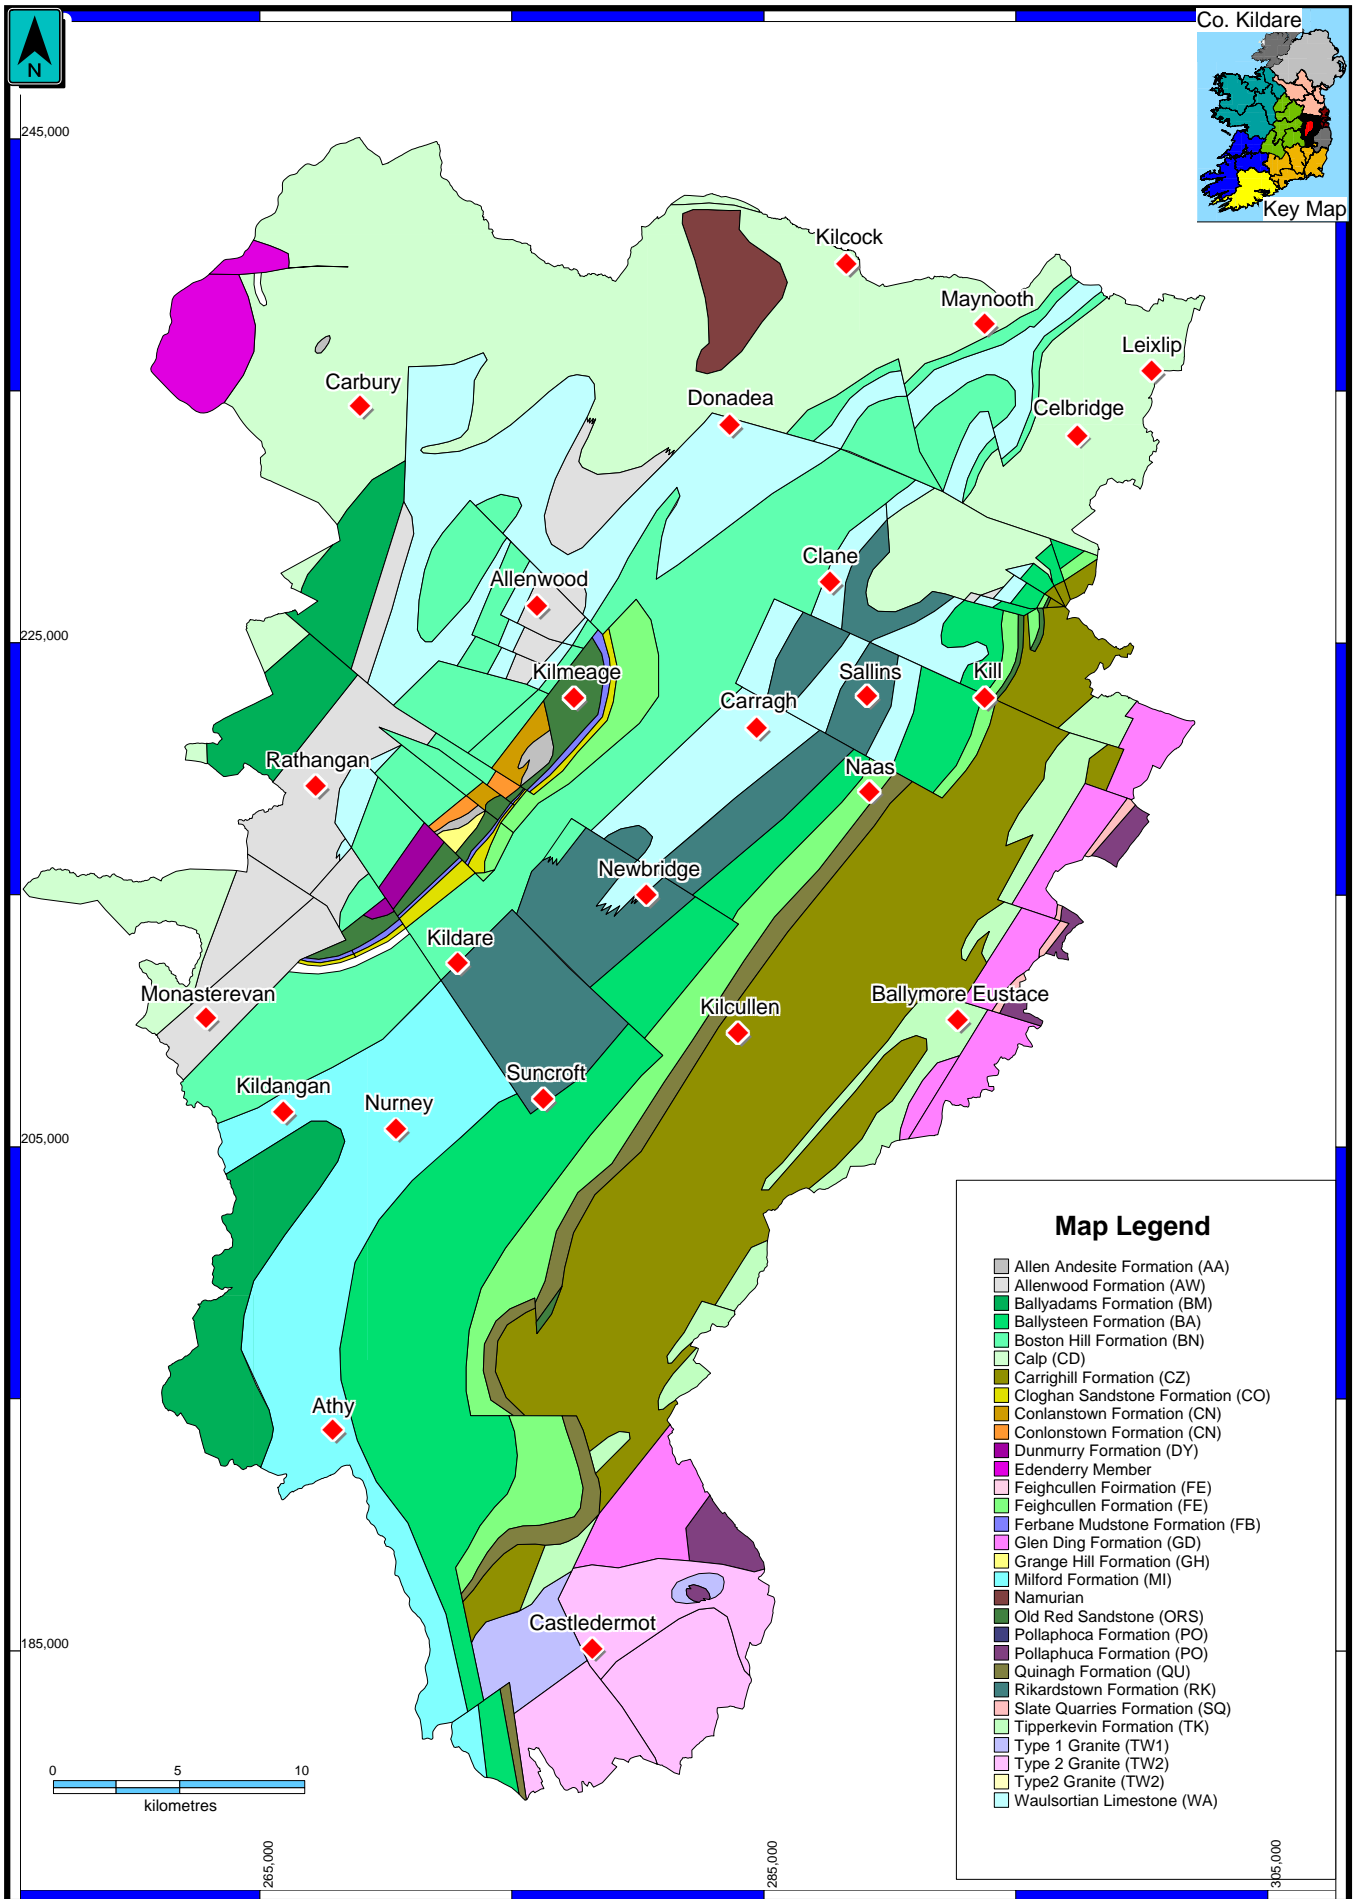 Co. Kildare
N
Key Map
245,000
Kilcock
Maynooth
Leixlip
Carbury
Donadea
Celbridge
Clane
Allenwood
225,000
Kilmeage
Sallins
Kill
Carragh
Rathangan
Naas
Newbridge
Kildare
Monasterevan
Ballymore Eustace
Kilcullen
Suncroft
Kildangan
Nurney
205,000
Athy
Castledermot
185,000
Map Legend
Allen Andesite Formation (AA)
Allenwood Formation (AW)
Ballyadams Formation (BM)
Ballysteen Formation (BA)
Boston Hill Formation (BN)
Calp (CD)
Carrighill Formation (CZ)
Cloghan Sandstone Formation (CO)
Conlanstown Formation (CN)
Conlonstown Formation (CN)
Dunmurry Formation (DY)
Edenderry Member
Feighcullen Foirmation (FE)
Feighcullen Formation (FE)
Ferbane Mudstone Formation (FB)
Glen Ding Formation (GD)
Grange Hill Formation (GH)
Milford Formation (MI)
Namurian
Old Red Sandstone (ORS)
Pollaphoca Formation (PO)
Pollaphuca Formation (PO)
Quinagh Formation (QU)
Rikardstown Formation (RK)
Slate Quarries Formation (SQ)
Tipperkevin Formation (TK)
Type 1 Granite (TW1)
Type 2 Granite (TW2)
Type2 Granite (TW2)
Waulsortian Limestone (WA)
0 5 10
kilometres
265,000
285,000
305,000